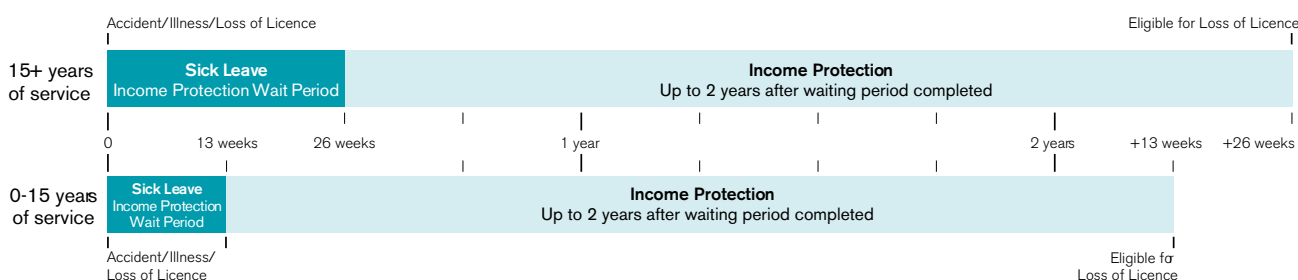 Accident/Illness/Loss of Licence
Eligible for Loss of Licence
15+ years
of service
Sick Leave
Income Protection Wait Period
Income Protection
Up to 2 years after waiting period completed
0
13 weeks
26 weeks
1 year
2 years
+13 weeks
+26 weeks
0-15 years
of service
Sick Leave
Income Protection
Wait Period
Income Protection
Up to 2 years after waiting period completed
Accident/Illness/
Loss of Licence
Eligible for
Loss of Licence